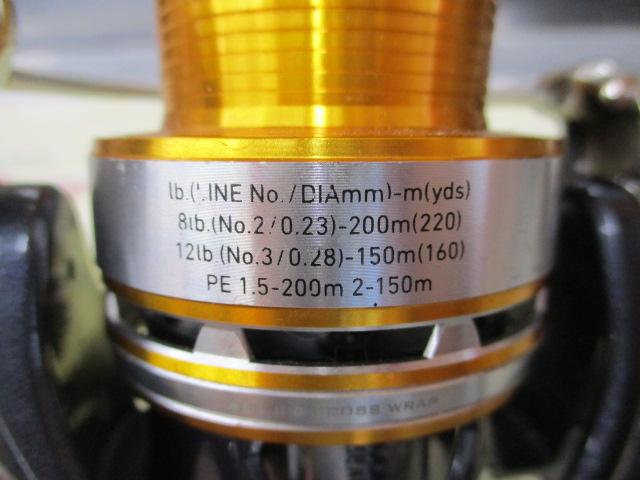 lb.(LINE No./DIAmm)-m(yds)
8lb.(No.2/0.23)-200m(220)
12lb.(No.3/0.28)-150m(160)
PE 1.5-200m 2-150m
CROSS WRAP